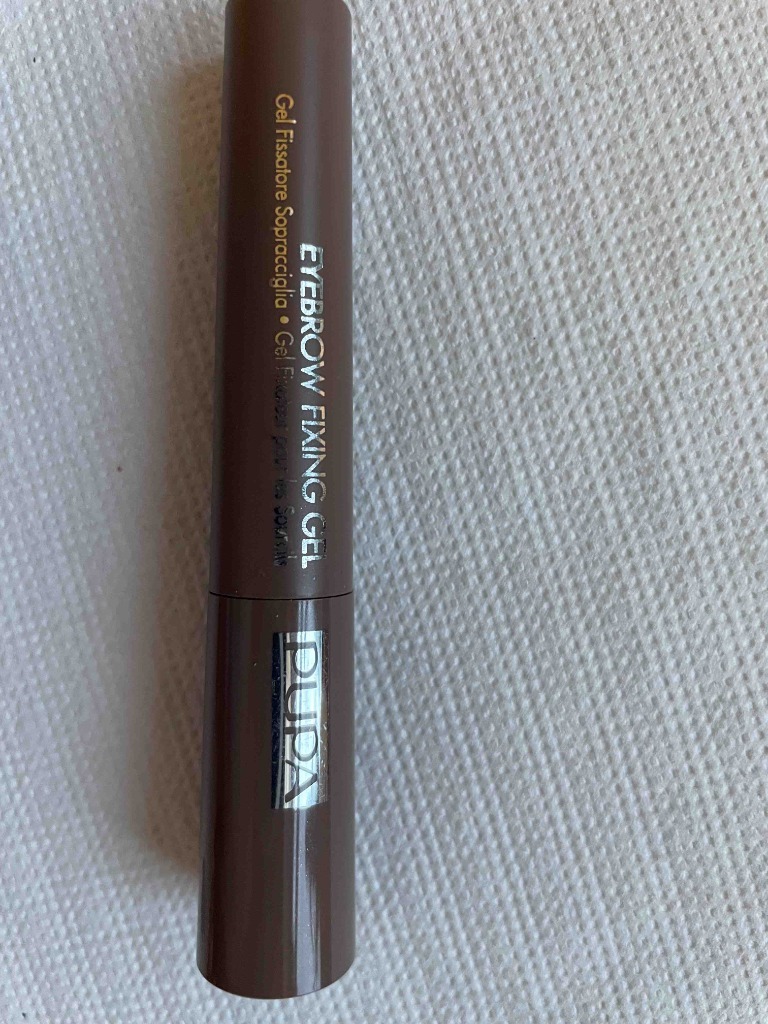 EYEBROW FIXING GEL
Gel Fissatore Sopracciglia • Gel Fixateur pour les Sourcils
PUPA